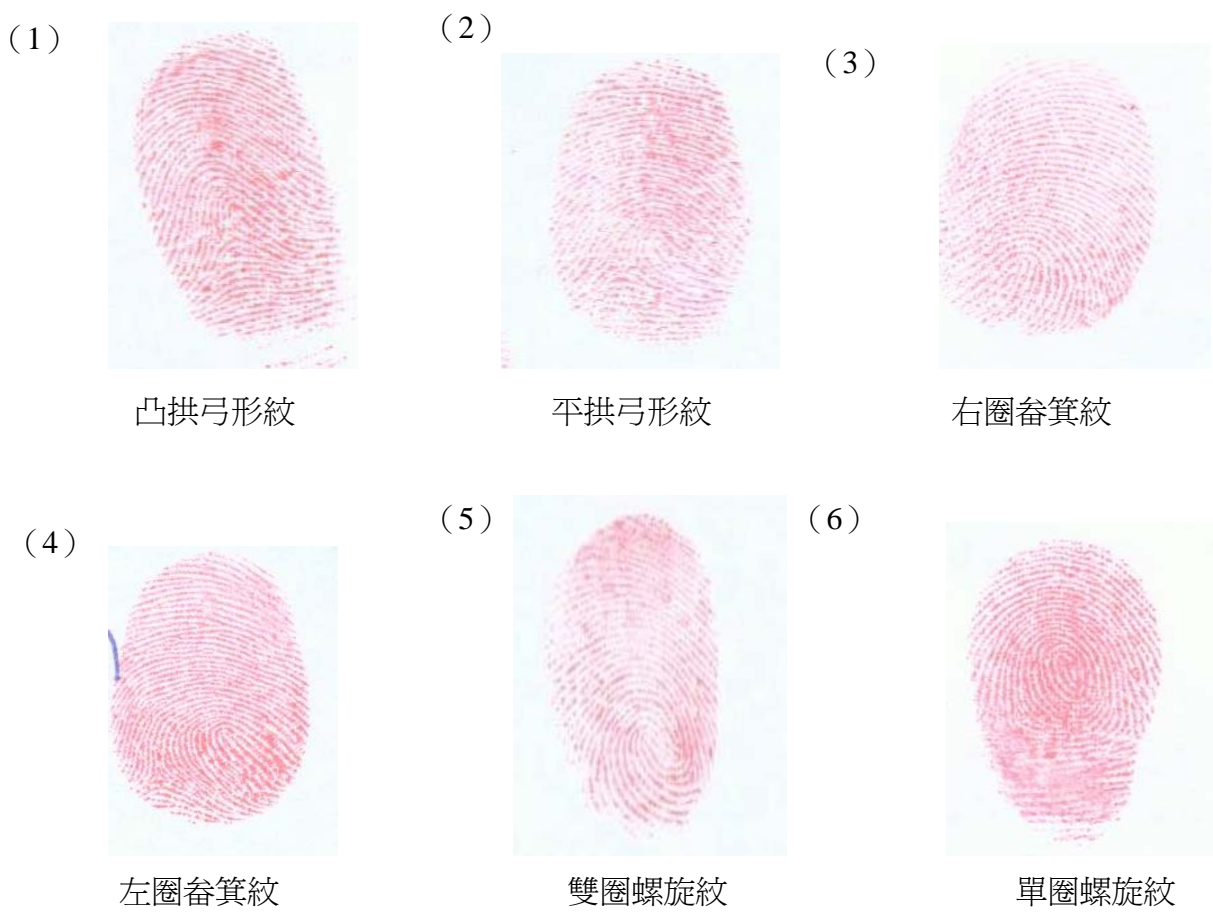 （1）
（2）
（3）
凸拱弓形紋
平拱弓形紋
右圈畚箕紋
（4）
（5）
（6）
左圈畚箕紋
雙圈螺旋紋
單圈螺旋紋